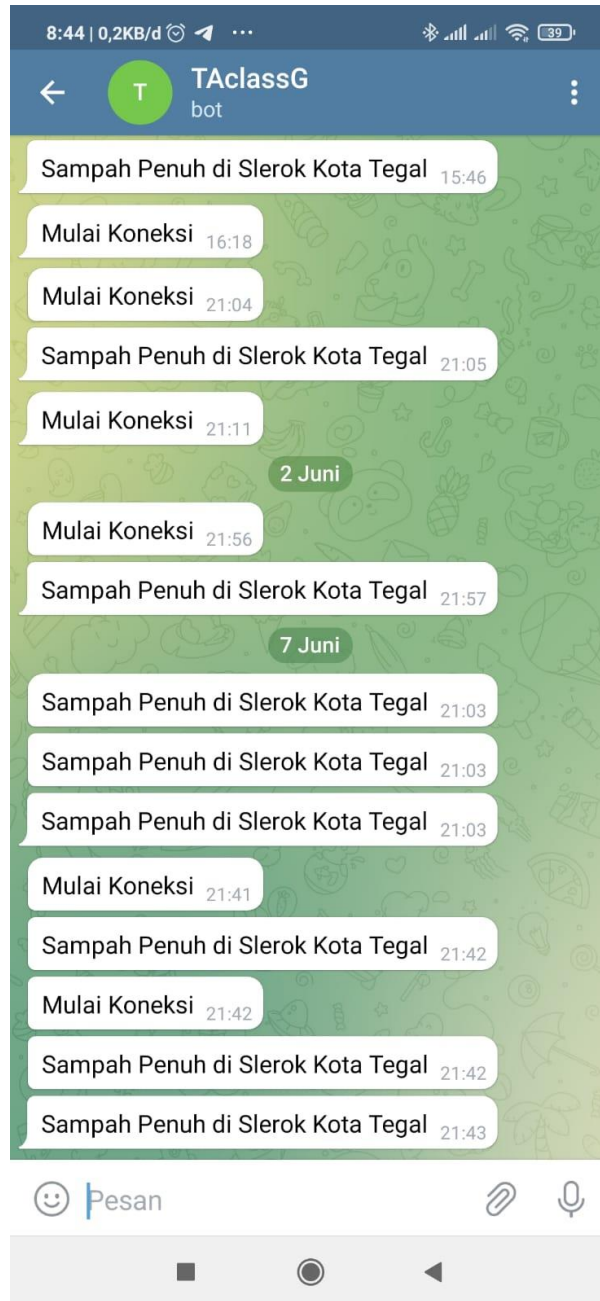 8:44 | 0,2KB/d ... 39
T TAclassG
bot
Sampah Penuh di Slerok Kota Tegal 15:46
Mulai Koneksi 16:18
Mulai Koneksi 21:04
Sampah Penuh di Slerok Kota Tegal 21:05
Mulai Koneksi 21:11
2 Juni
Mulai Koneksi 21:56
Sampah Penuh di Slerok Kota Tegal 21:57
7 Juni
Sampah Penuh di Slerok Kota Tegal 21:03
Sampah Penuh di Slerok Kota Tegal 21:03
Sampah Penuh di Slerok Kota Tegal 21:03
Mulai Koneksi 21:41
Sampah Penuh di Slerok Kota Tegal 21:42
Mulai Koneksi 21:42
Sampah Penuh di Slerok Kota Tegal 21:42
Sampah Penuh di Slerok Kota Tegal 21:43
Pesan